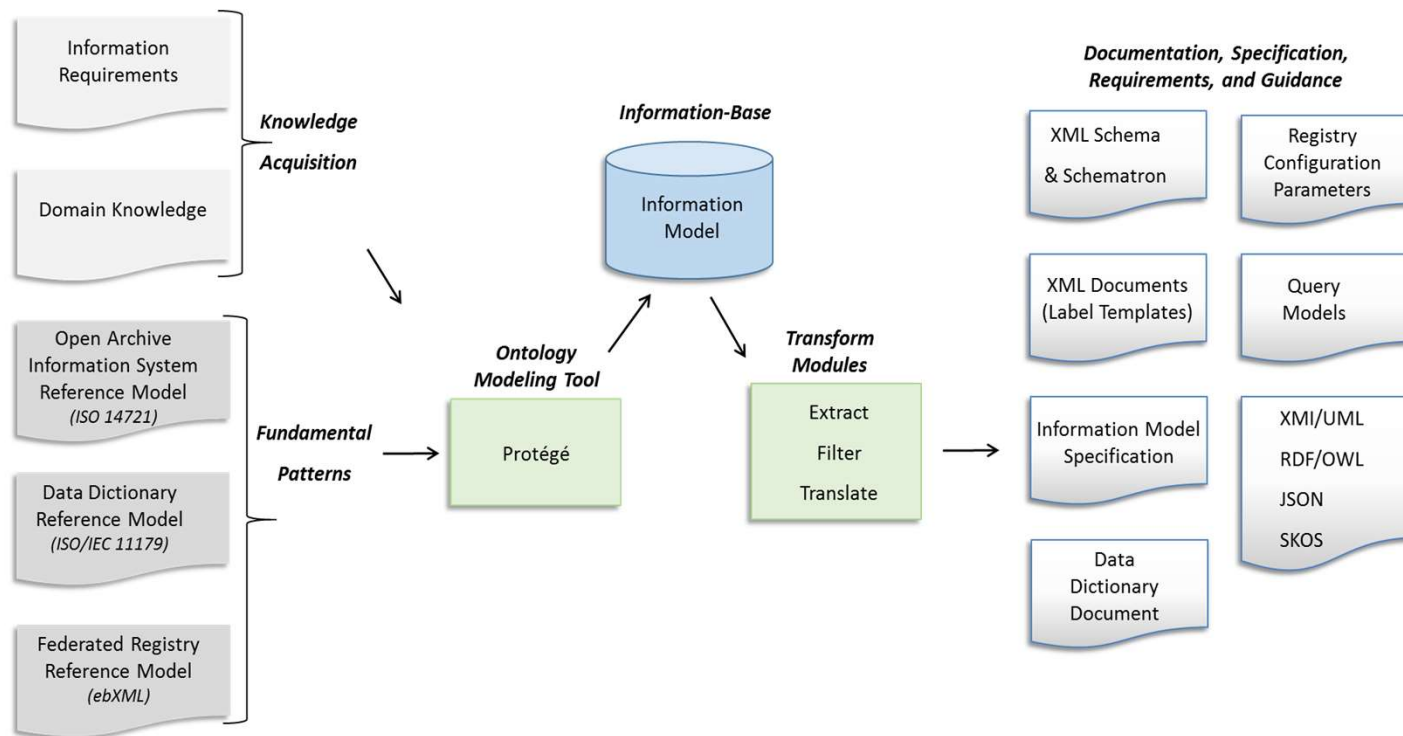 Information
Requirements
Domain Knowledge
Knowledge
Acquisition
Open Archive
Information System
Reference Model
(ISO 14721)
Data Dictionary
Reference Model
(ISO/IEC 11179)
Federated Registry
Reference Model
(ebXML)
Fundamental
Patterns
Ontology
Modeling Tool
Protégé
Information-Base
Information
Model
Transform
Modules
Extract
Filter
Translate
Documentation, Specification,
Requirements, and Guidance
XML Schema
& Schematron
Registry
Configuration
Parameters
XML Documents
(Label Templates)
Query
Models
Information Model
Specification
XMI/UML
RDF/OWL
JSON
SKOS
Data
Dictionary
Document